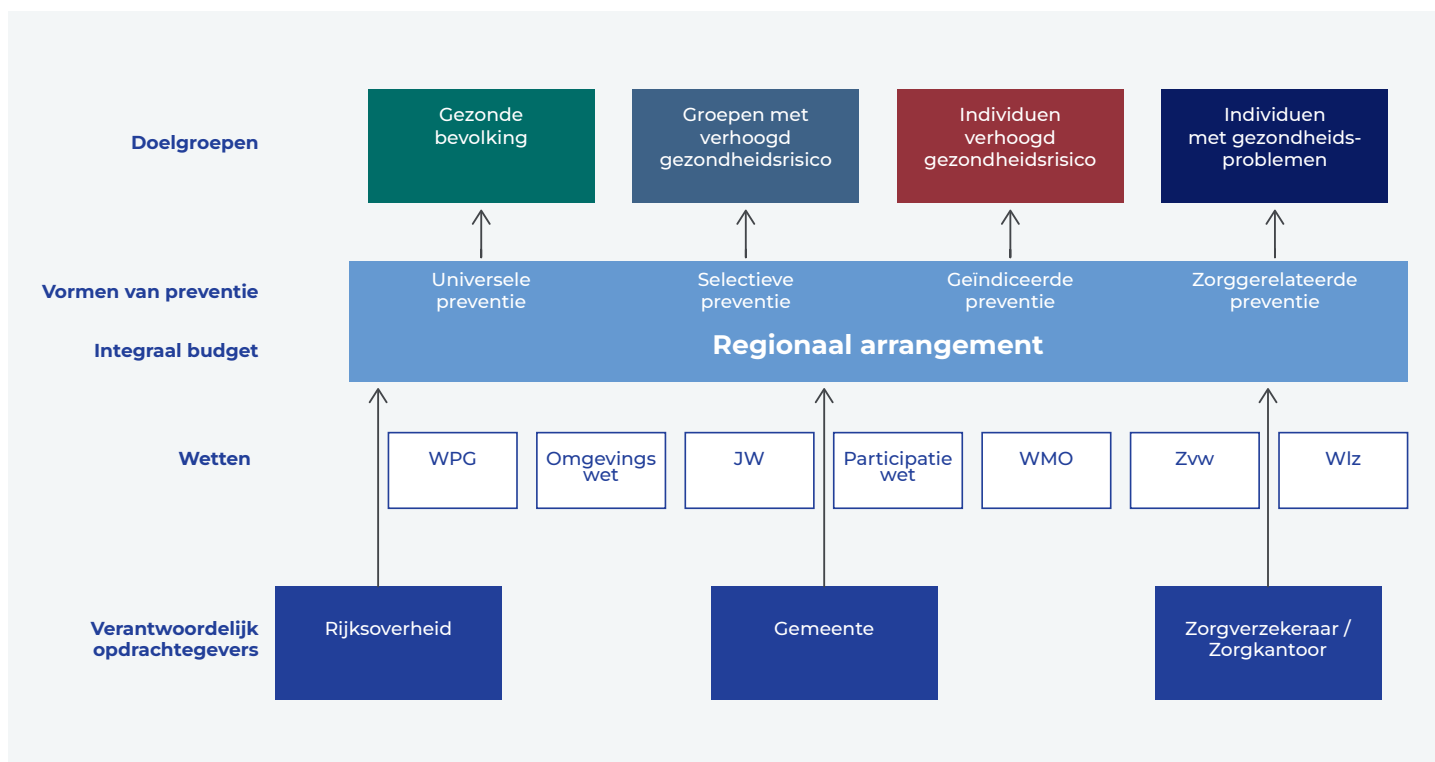 Doelgroepen
Gezonde
bevolking
Groepen met
verhoogd
gezondheidsrisico
Individuen
verhoogd
gezondheidsrisico
Individuen
met gezondheids-
problemen
Vormen van preventie
Universele
preventie
Selectieve
preventie
Geïndiceerde
preventie
Zorggerelateerde
preventie
Integraal budget
Regionaal arrangement
Wetten
WPG
Omgevings
wet
JW
Participatie
wet
WMO
Zvw
Wlz
Verantwoordelijk
opdrachtegevers
Rijksoverheid
Gemeente
Zorgverzekeraar /
Zorgkantoor